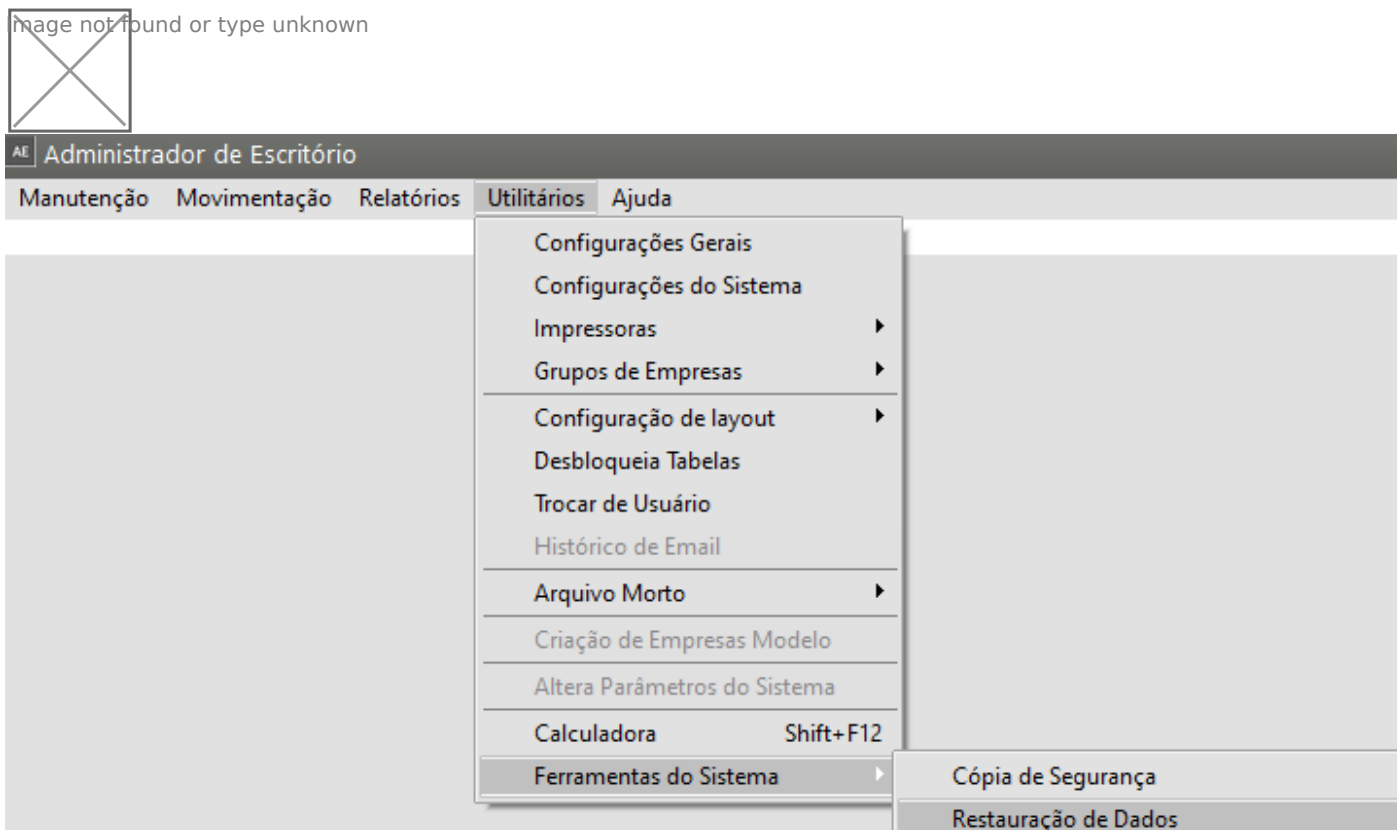 Image not found or type unknown
AE Administrador de Escritório
Manutenção Movimentação Relatórios Utilitários Ajuda
Configurações Gerais
Configurações do Sistema
Impressoras
Grupos de Empresas
Configuração de layout
Desbloqueia Tabelas
Trocar de Usuário
Histórico de Email
Arquivo Morto
Criação de Empresas Modelo
Altera Parâmetros do Sistema
Calculadora Shift+F12
Ferramentas do Sistema
Cópia de Segurança
Restauração de Dados